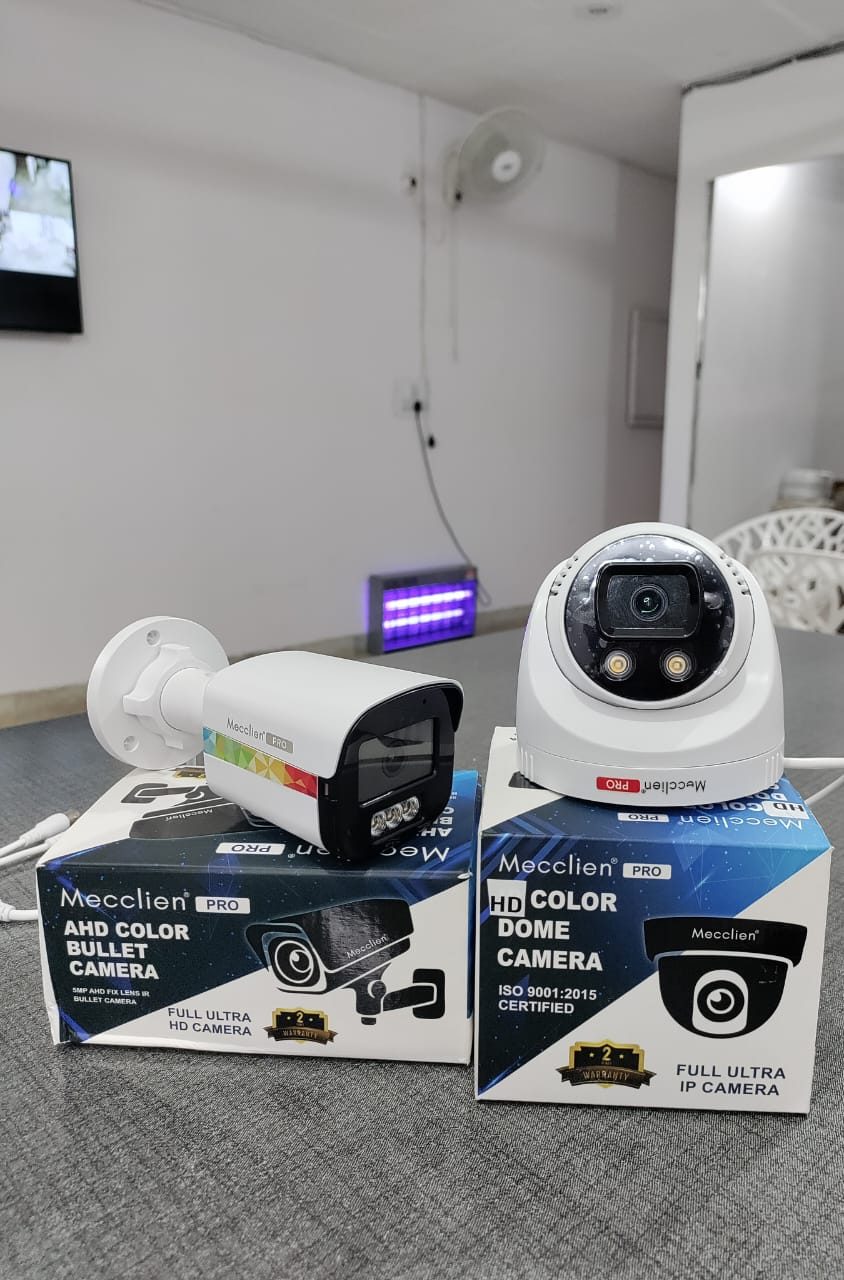 Mecclien® PRO
PRO Mecclien®
Mecclien
PRO
Mecclien® PRO
AHD COLOR
BULLET
CAMERA
5MP AHD FIX LENS IR
BULLET CAMERA
Mecclien®
FULL ULTRA
HD CAMERA
2
WARRANTY
PRO
HD
Mecclien® PRO
HD COLOR
DOME
CAMERA
ISO 9001:2015
CERTIFIED
Mecclien®
2
WARRANTY
FULL ULTRA
IP CAMERA